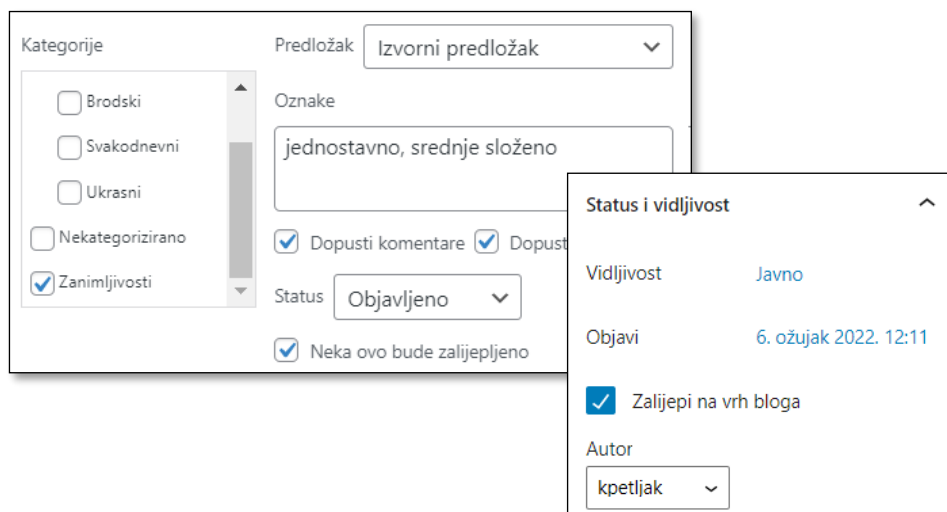 Kategorije
Brodski
Svakodnevni
Ukrasni
Nekategorizirano
Zanimljivosti
Predložak Izvorni predložak
Oznake
jednostavno, srednje složeno
Dopusti komentare Dopust
Status Objavljeno
Neka ovo bude zalijepljeno
Status i vidljivost
Vidljivost Javno
Objavi 6. ožujak 2022. 12:11
Zalijepi na vrh bloga
Autor
kpetljak